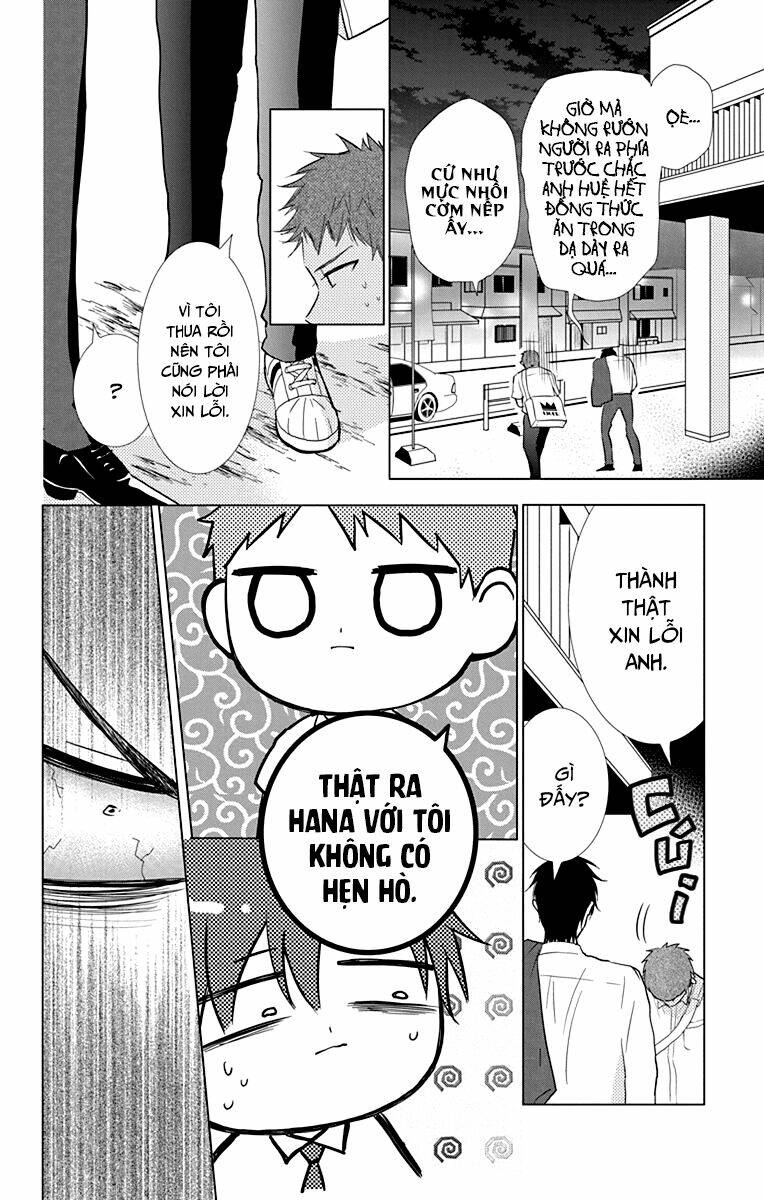 ỌE...
GIỜ MÀ
KHÔNG RƯỚN
NGƯỜI RA PHÍA
TRƯỚC CHẮC
ANH HUỆ HẾT
ĐỐNG THỨC
ĂN TRONG
DẠ DÀY RA
QUÁ...
CỨ NHƯ
MỰC NHỒI
CƠM NẾP
ẤY...
VÌ TÔI
THUA RỒI
NÊN TÔI
CŨNG PHẢI
NÓI LỜI
XIN LỖI.
?
THÀNH
THẬT
XIN LỖI
ANH.
GÌ
ĐẤY?
CÚI
THẬT RA
HANA VỚI TÔI
KHÔNG CÓ
HẸN HÒ.